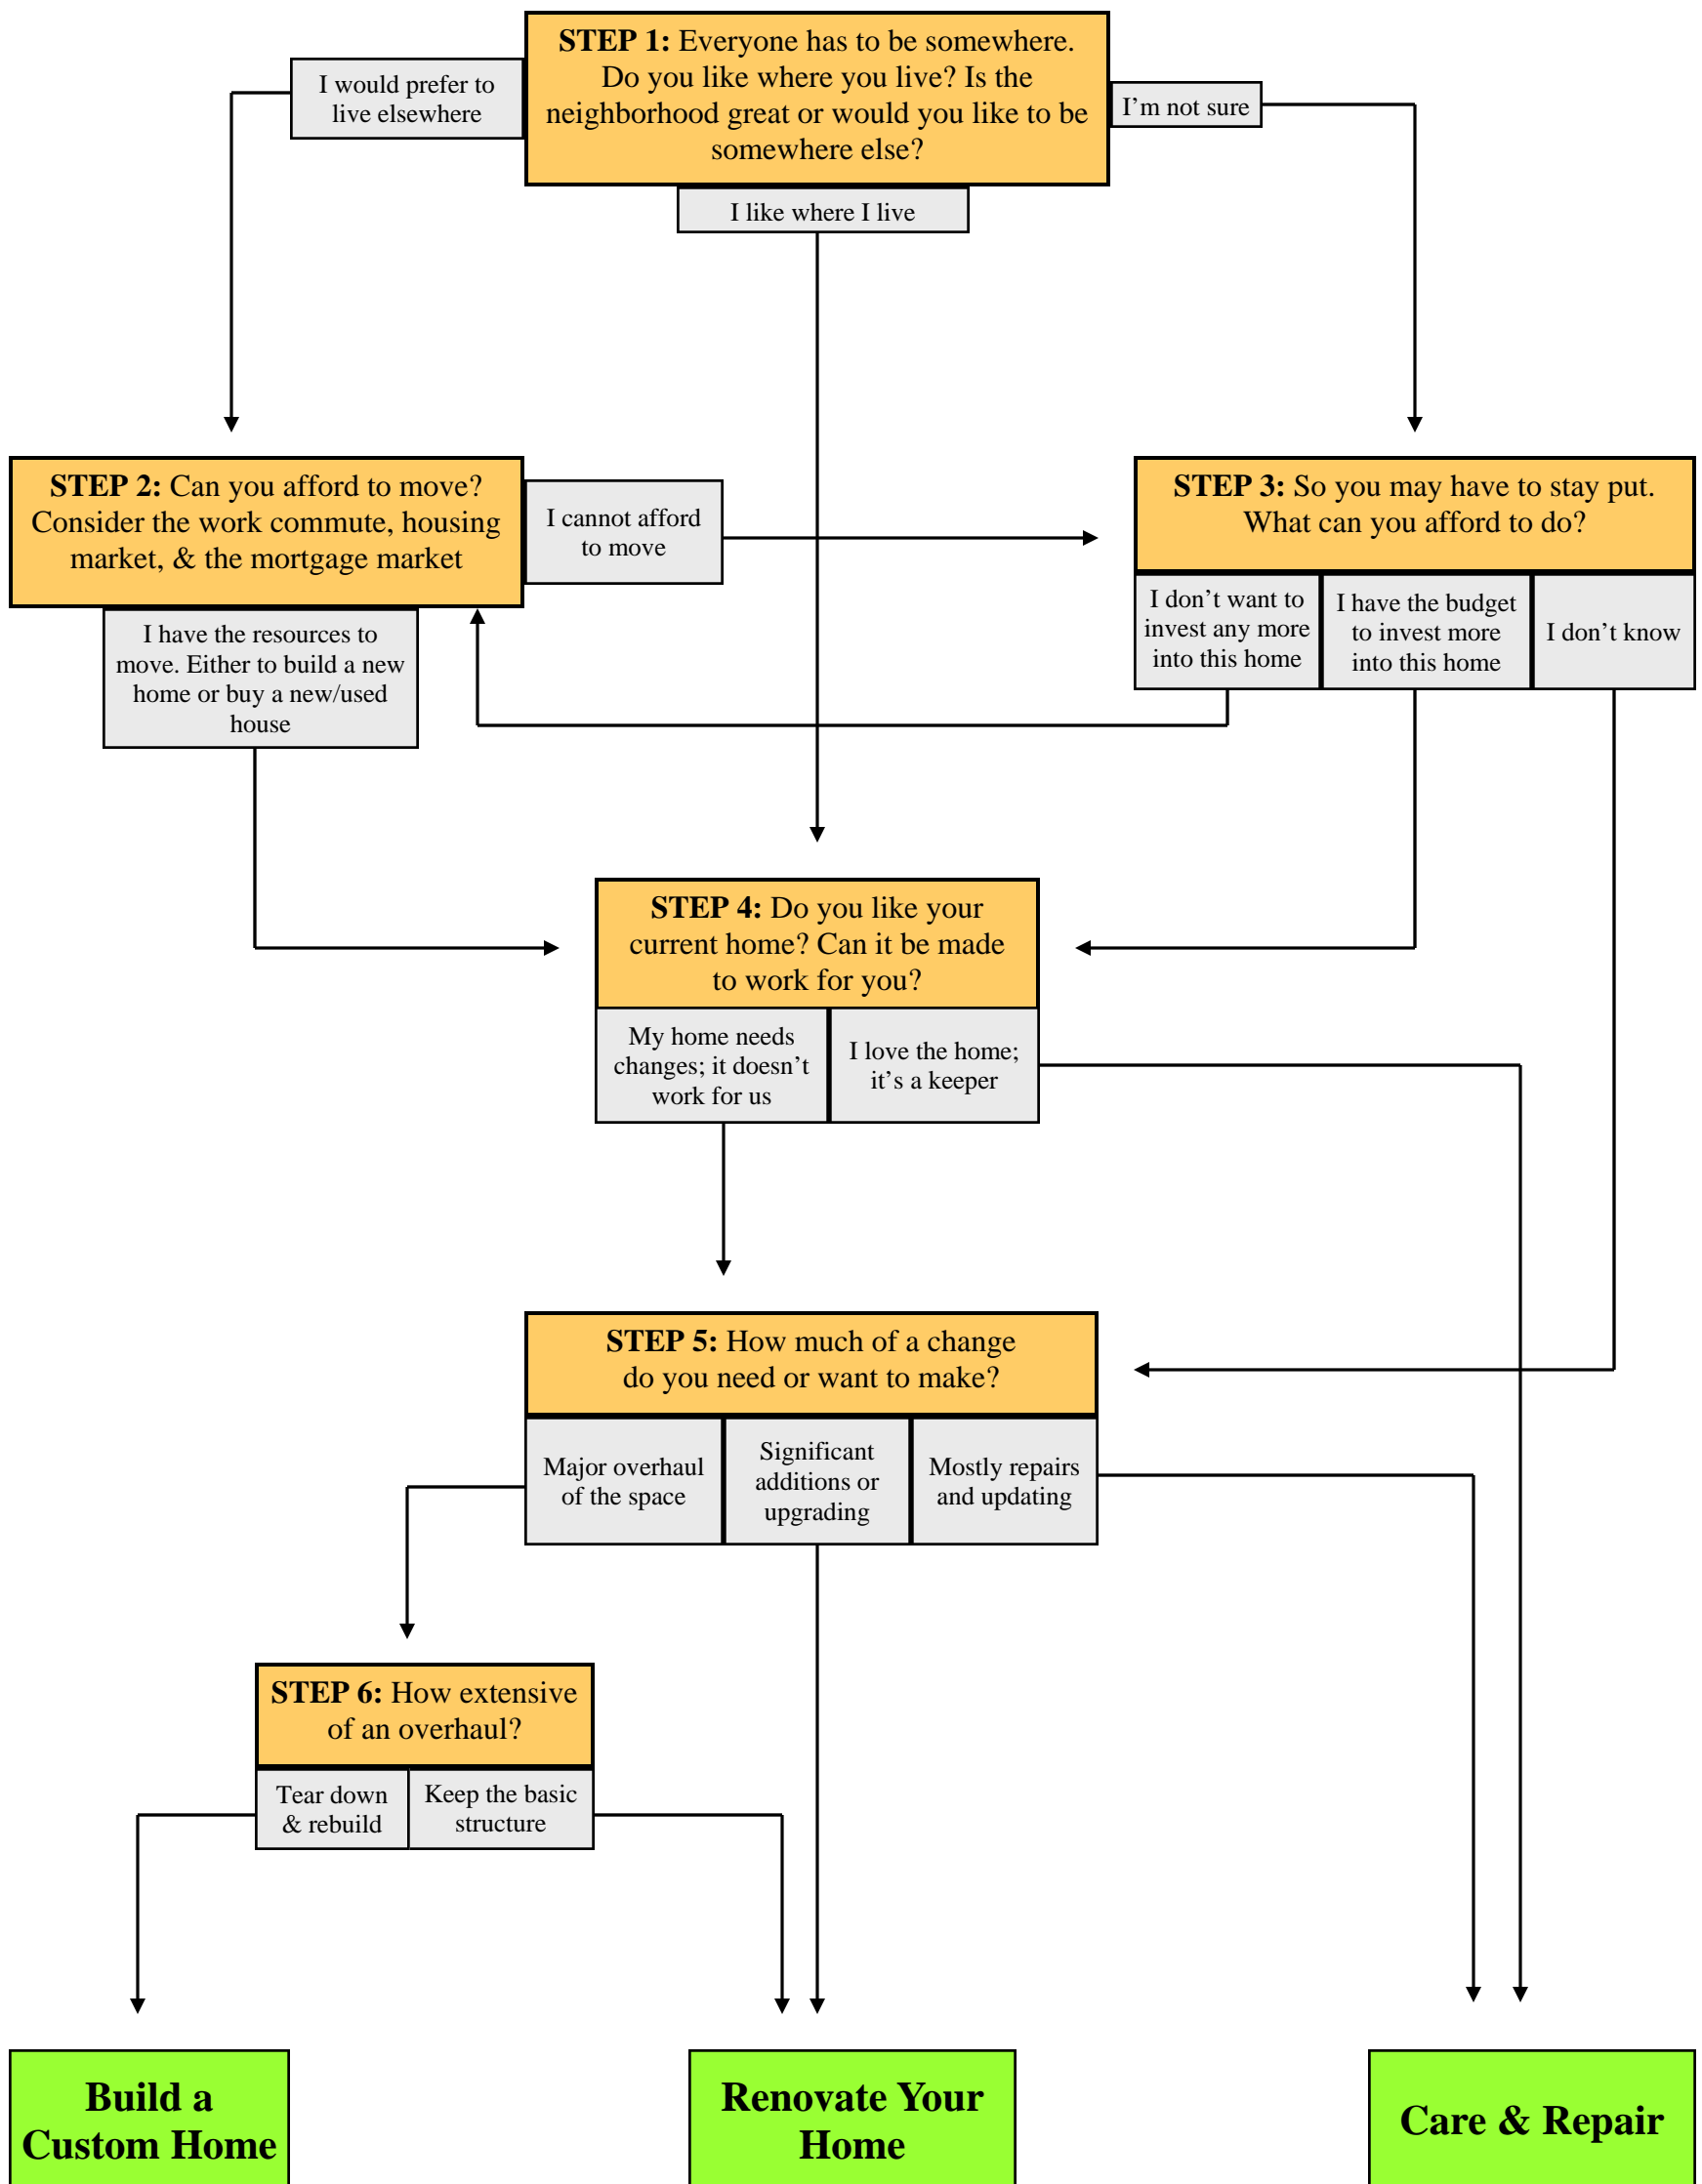 STEP 1: Everyone has to be somewhere.
Do you like where you live? Is the
neighborhood great or would you like to be
somewhere else?
I would prefer to
live elsewhere
I'm not sure
I like where I live
STEP 2: Can you afford to move?
Consider the work commute, housing
market, & the mortgage market
I cannot afford
to move
I have the resources to
move. Either to build a new
home or buy a new/used
house
STEP 3: So you may have to stay put.
What can you afford to do?
I don't want to
invest any more
into this home
I have the budget
to invest more
into this home
I don't know
STEP 4: Do you like your
current home? Can it be made
to work for you?
My home needs
changes; it doesn't
work for us
I love the home;
it's a keeper
STEP 5: How much of a change
do you need or want to make?
Major overhaul
of the space
Significant
additions or
upgrading
Mostly repairs
and updating
STEP 6: How extensive
of an overhaul?
Tear down
& rebuild
Keep the basic
structure
Build a
Custom Home
Renovate Your
Home
Care & Repair